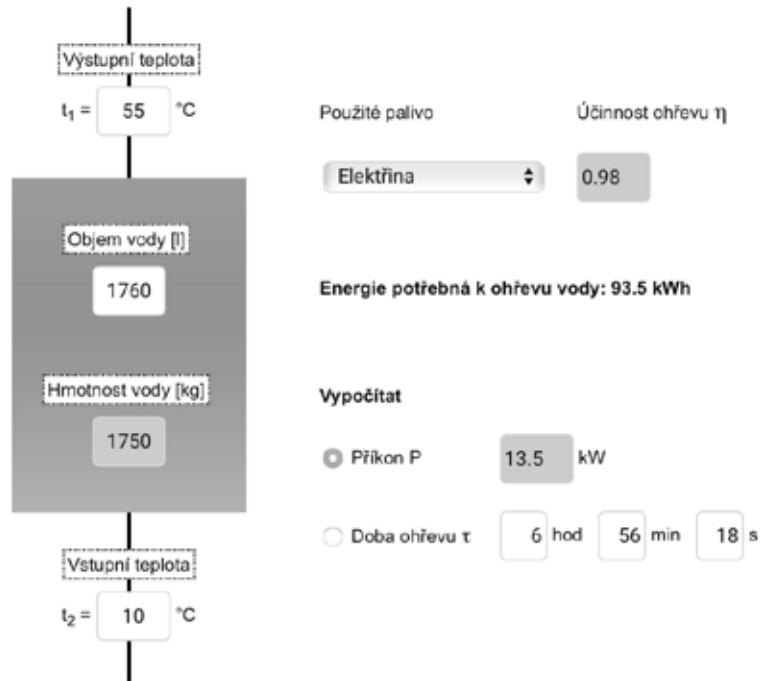 Výstupní teplota
t₁ = 55 °C
Použité palivo
Účinnost ohřevu η
Elektřina
0.98
Objem vody [l]
1760
Energie potřebná k ohřevu vody: 93.5 kWh
Hmotnost vody [kg]
1750
Vypočítat
Příkon P 13.5 kW
Doba ohřevu τ 6 hod 56 min 18 s
Vstupní teplota
t₂ = 10 °C